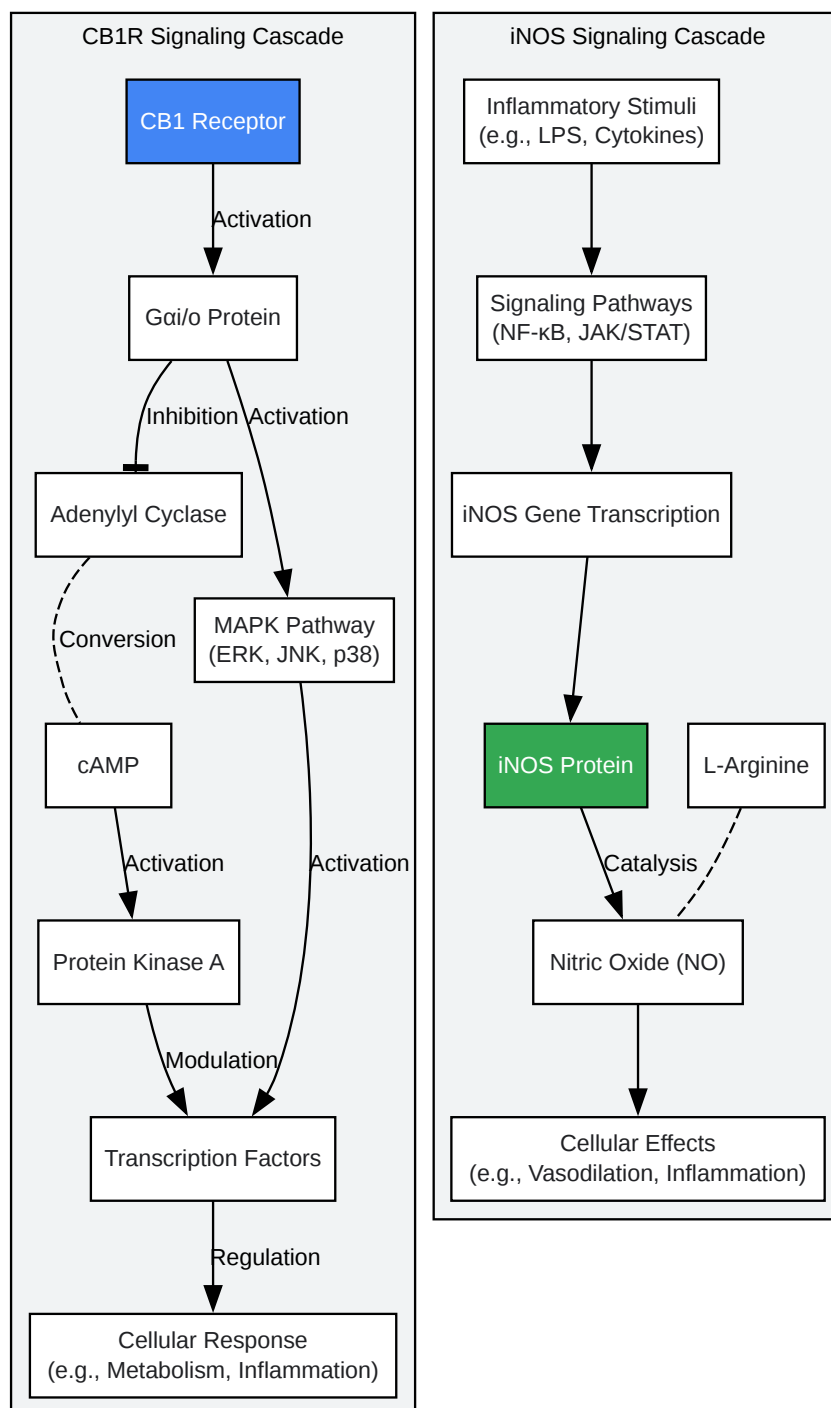 CB1R Signaling Cascade
CB1 Receptor
Activation
Gαi/o Protein
Inhibition
Activation
Adenylyl Cyclase
Conversion
MAPK Pathway
(ERK, JNK, p38)
cAMP
Activation
Activation
Protein Kinase A
Modulation
Transcription Factors
Regulation
Cellular Response
(e.g., Metabolism, Inflammation)
iNOS Signaling Cascade
Inflammatory Stimuli
(e.g., LPS, Cytokines)
Signaling Pathways
(NF-κB, JAK/STAT)
iNOS Gene Transcription
iNOS Protein
L-Arginine
Catalysis
Nitric Oxide (NO)
Cellular Effects
(e.g., Vasodilation, Inflammation)